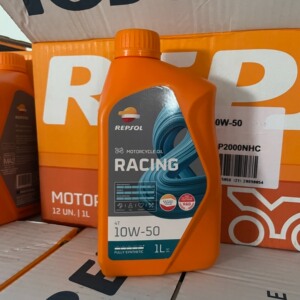 REP
10W-50
P2000NHC
MOTOR
12 UN. | 1L
REPSOL
MOTORCYCLE OIL
RACING
4T
10W-50
FULLY SYNTHETIC
1L